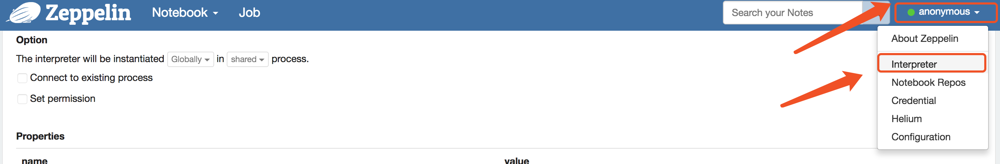 Zeppelin Notebook Job Search your Notes anonymous
About Zeppelin
Interpreter
Notebook Repos
Credential
Helium
Configuration
Option
The interpreter will be instantiated Globally in shared process.
Connect to existing process
Set permission
Properties
name value